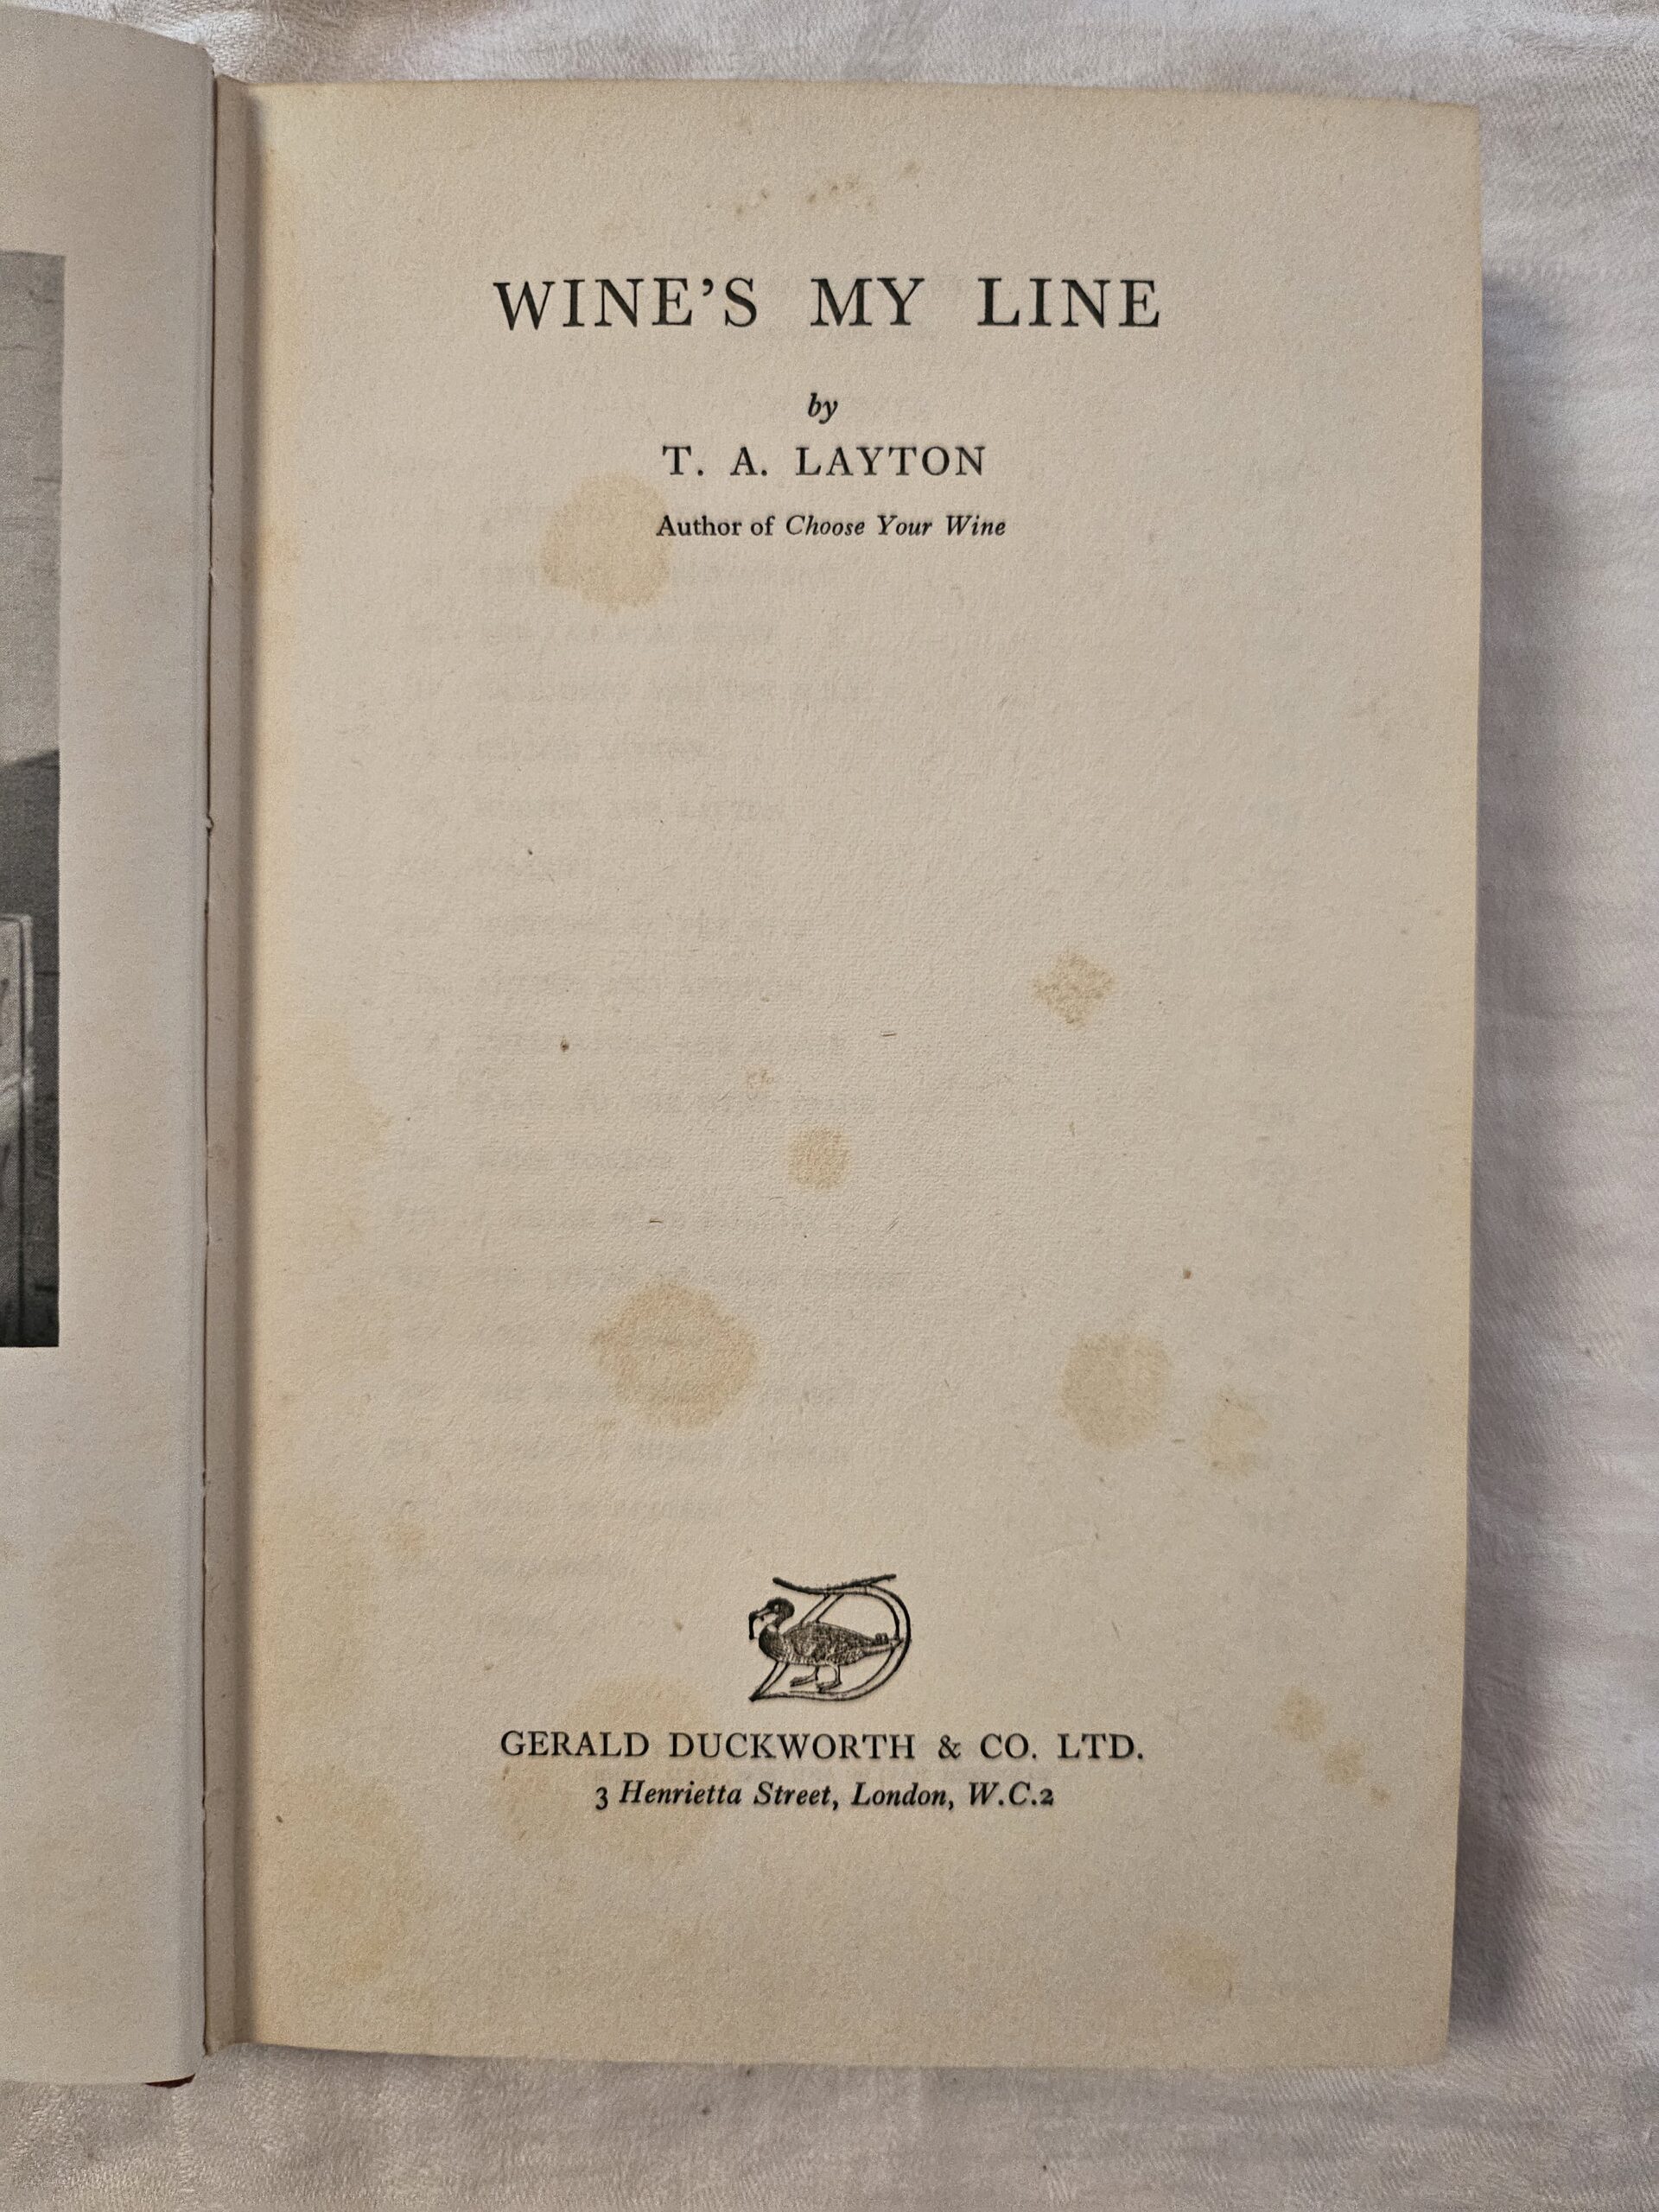 WINE'S MY LINE
by
T. A. LAYTON
Author of Choose Your Wine
GERALD DUCKWORTH & CO. LTD.
3 Henrietta Street, London, W.C.2